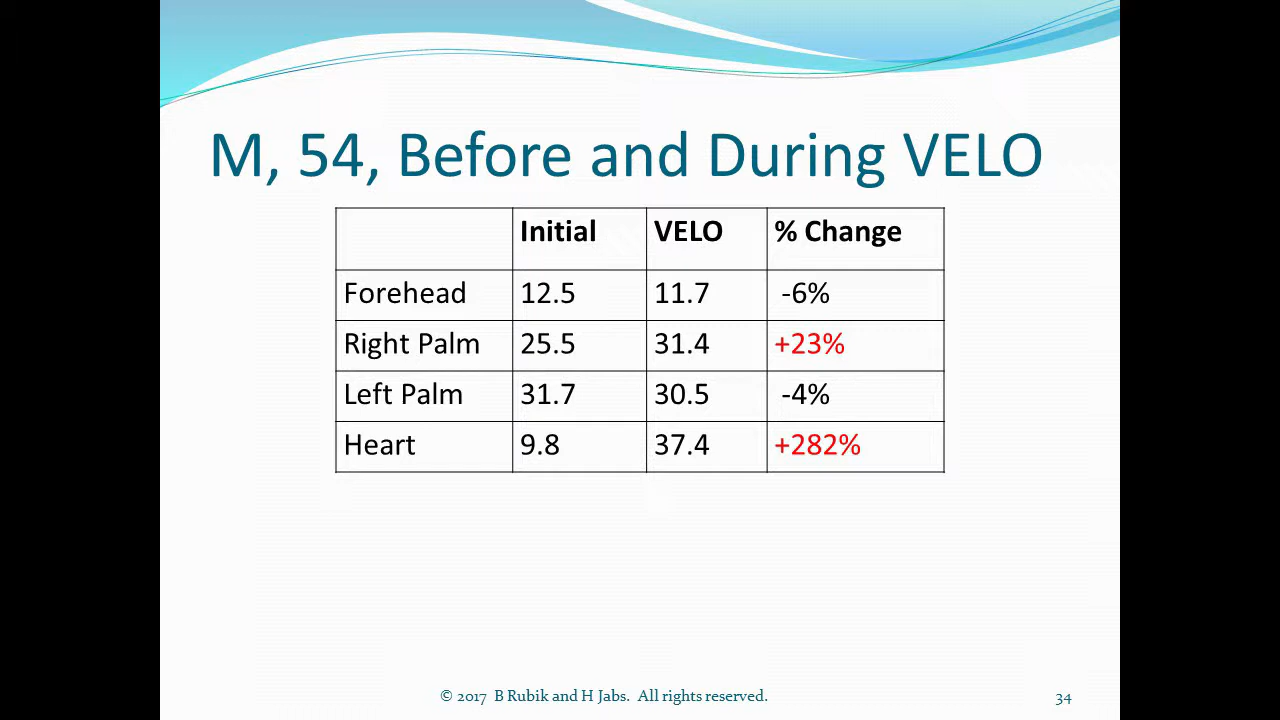 M, 54, Before and During VELO
Initial VELO % Change
Forehead 12.5 11.7 -6%
Right Palm 25.5 31.4 +23%
Left Palm 31.7 30.5 -4%
Heart 9.8 37.4 +282%
© 2017 B Rubik and H Jabs. All rights reserved. 34